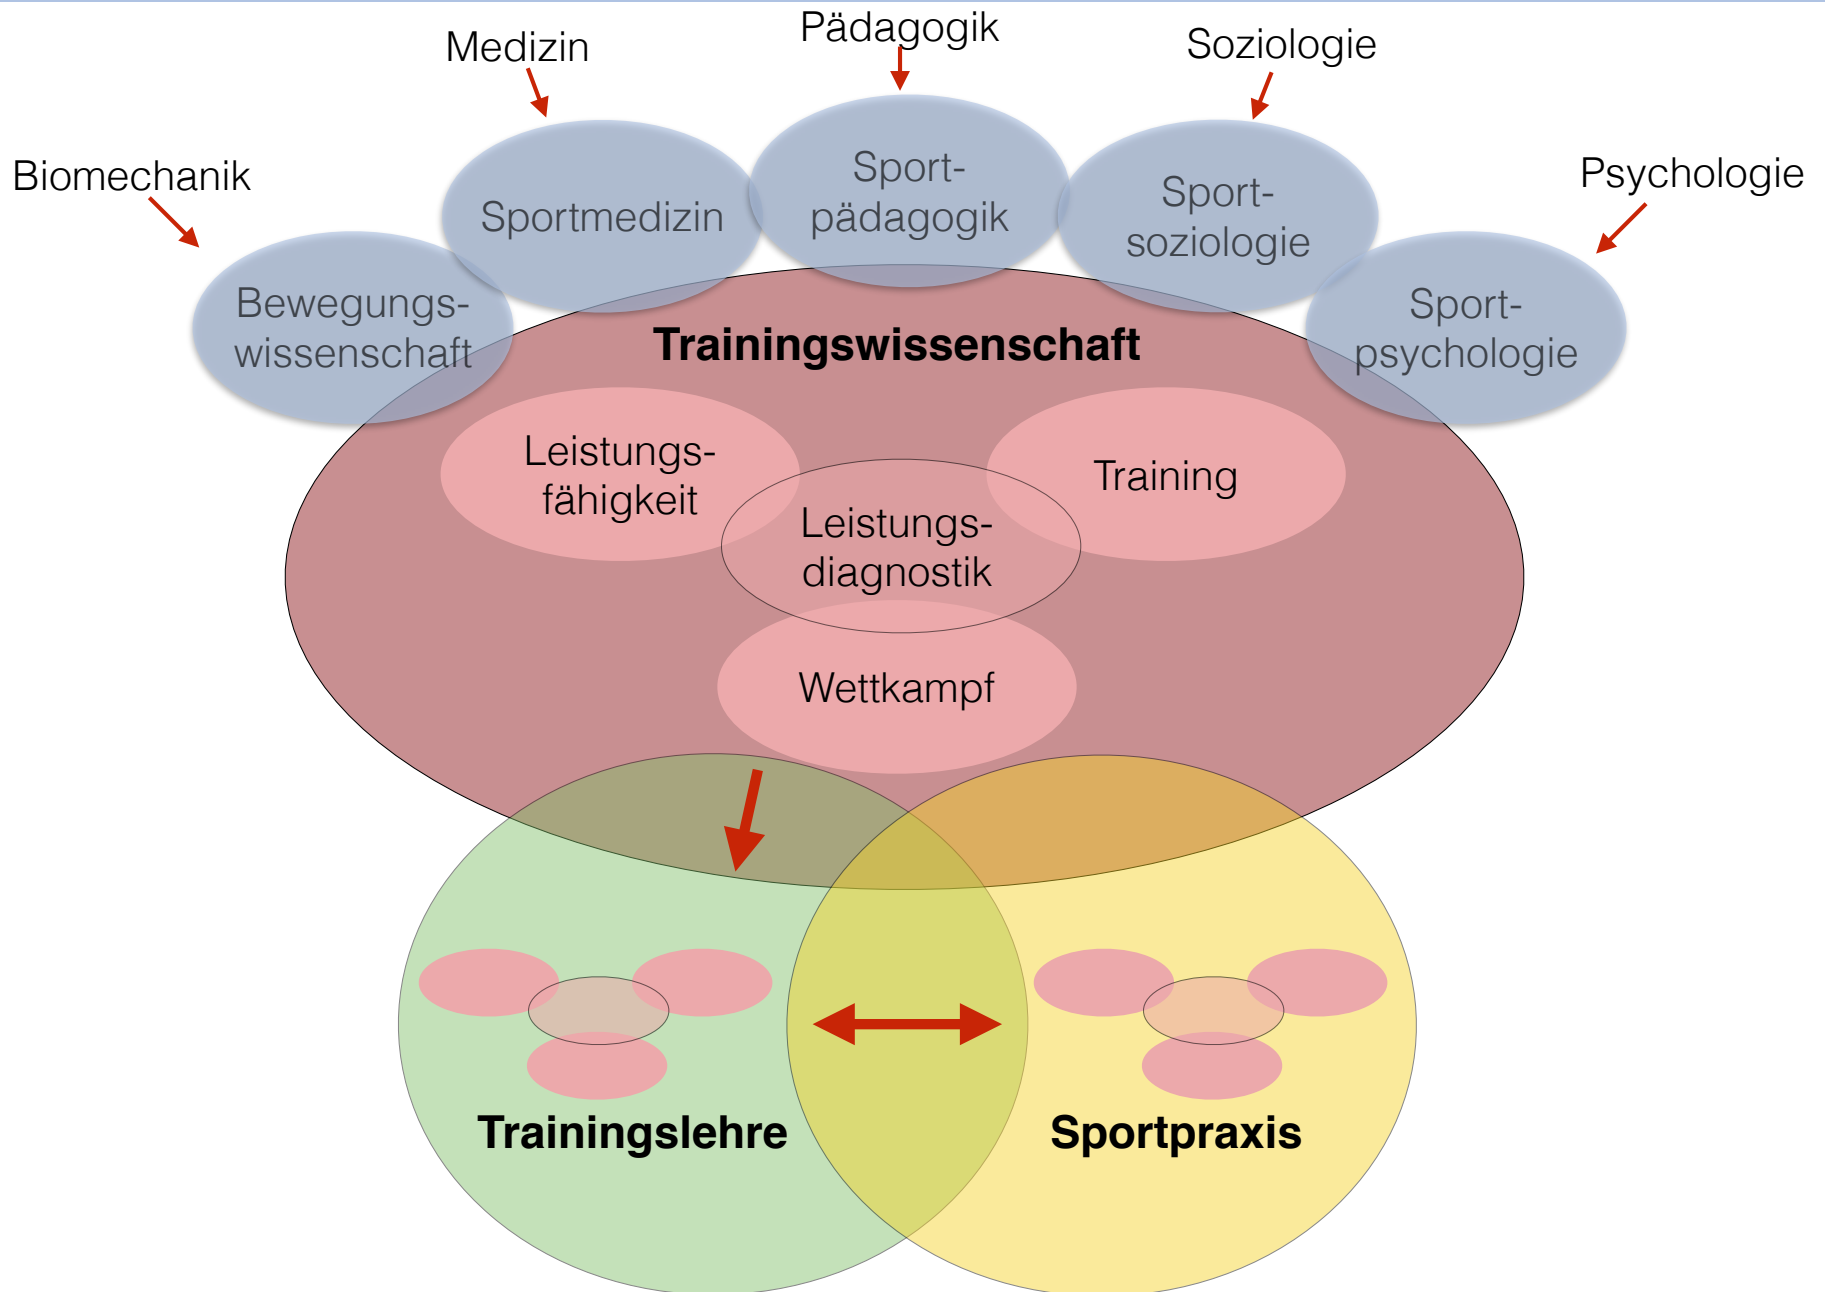 Pädagogik
Medizin
Soziologie
Biomechanik
Psychologie
Sport-
pädagogik
Sportmedizin
Sport-
soziologie
Bewegungs-
wissenschaft
Sport-
psychologie
Trainingswissenschaft
Leistungs-
fähigkeit
Training
Leistungs-
diagnostik
Wettkampf
Trainingslehre
Sportpraxis